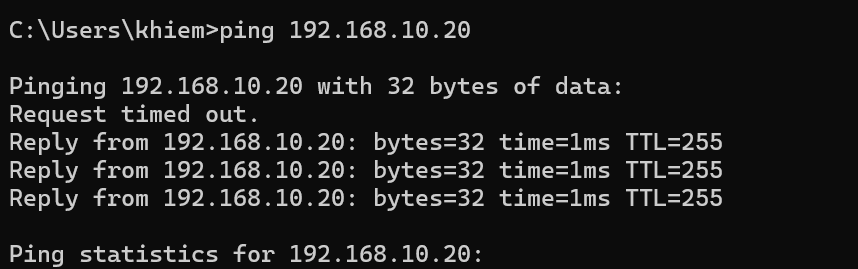 C:\Users\khiem>ping 192.168.10.20
Pinging 192.168.10.20 with 32 bytes of data:
Request timed out.
Reply from 192.168.10.20: bytes=32 time=1ms TTL=255
Reply from 192.168.10.20: bytes=32 time=1ms TTL=255
Reply from 192.168.10.20: bytes=32 time=1ms TTL=255
Ping statistics for 192.168.10.20: